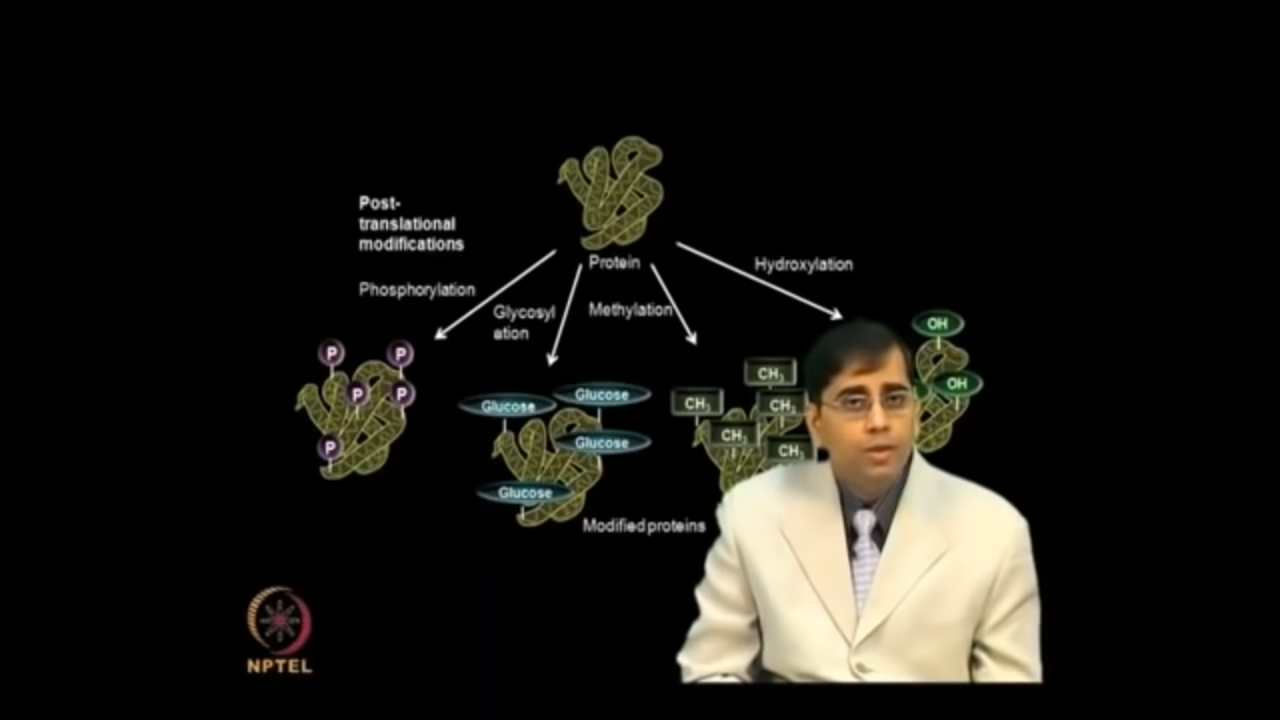 Post-
translational
modifications
Protein
Hydroxylation
Phosphorylation
Glycosyl
ation
Methylation
P
P
P
P
P
Glucose
Glucose
Glucose
Glucose
CH3
CH3
CH3
CH3
CH3
OH
OH
Modified proteins
NPTEL